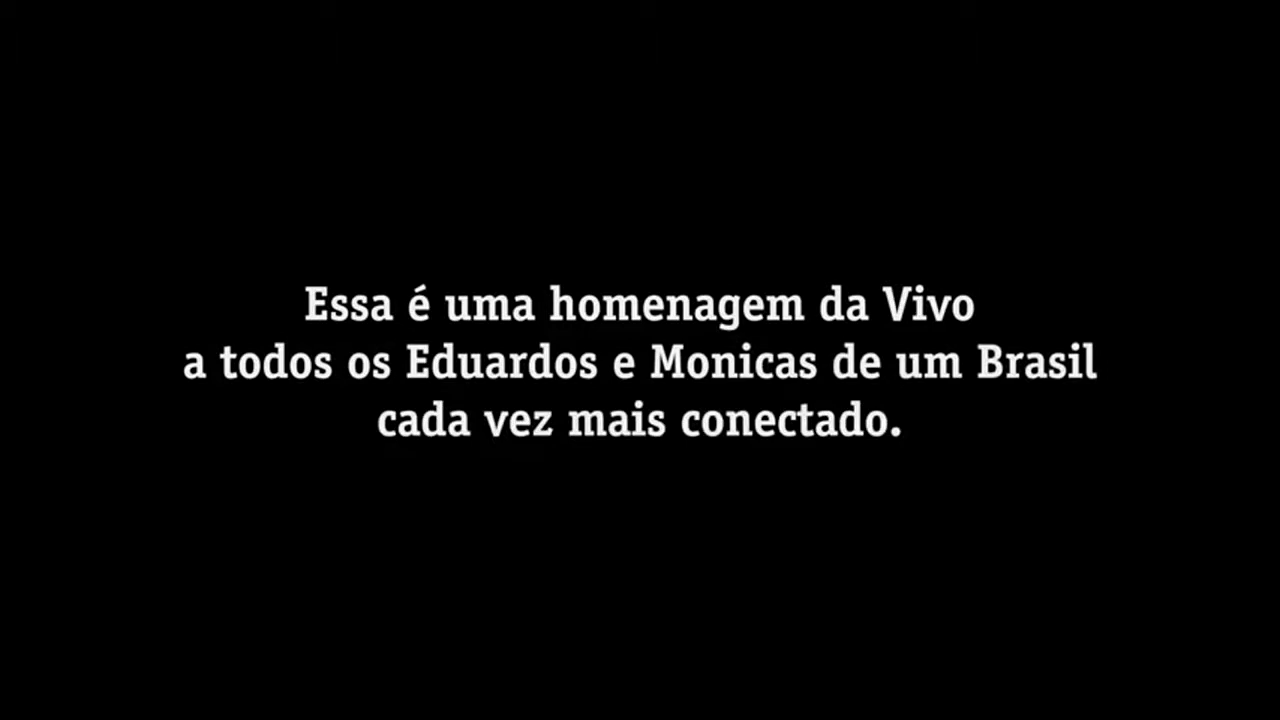 Essa é uma homenagem da Vivo
a todos os Eduardos e Monicas de um Brasil
cada vez mais conectado.